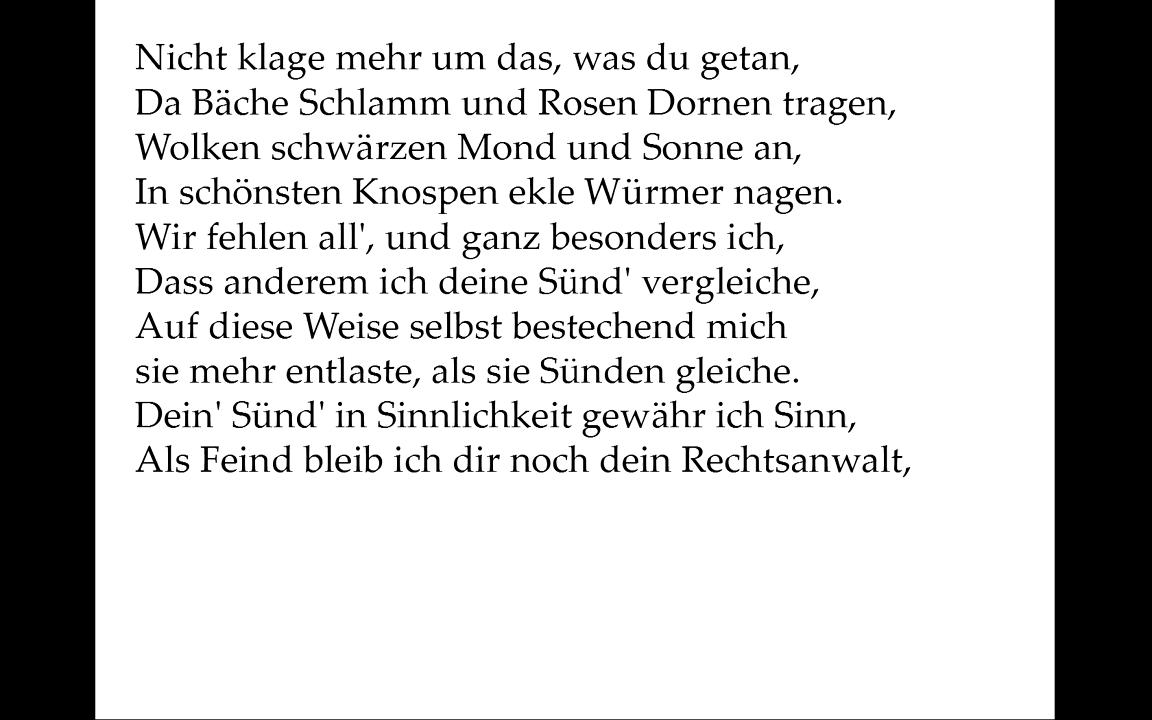 Nicht klage mehr um das, was du getan,
Da Bäche Schlamm und Rosen Dornen tragen,
Wolken schwärzen Mond und Sonne an,
In schönsten Knospen ekle Würmer nagen.
Wir fehlen all', und ganz besonders ich,
Dass anderem ich deine Sünd' vergleiche,
Auf diese Weise selbst bestechend mich
sie mehr entlaste, als sie Sünden gleiche.
Dein' Sünd' in Sinnlichkeit gewähr ich Sinn,
Als Feind bleib ich dir noch dein Rechtsanwalt,